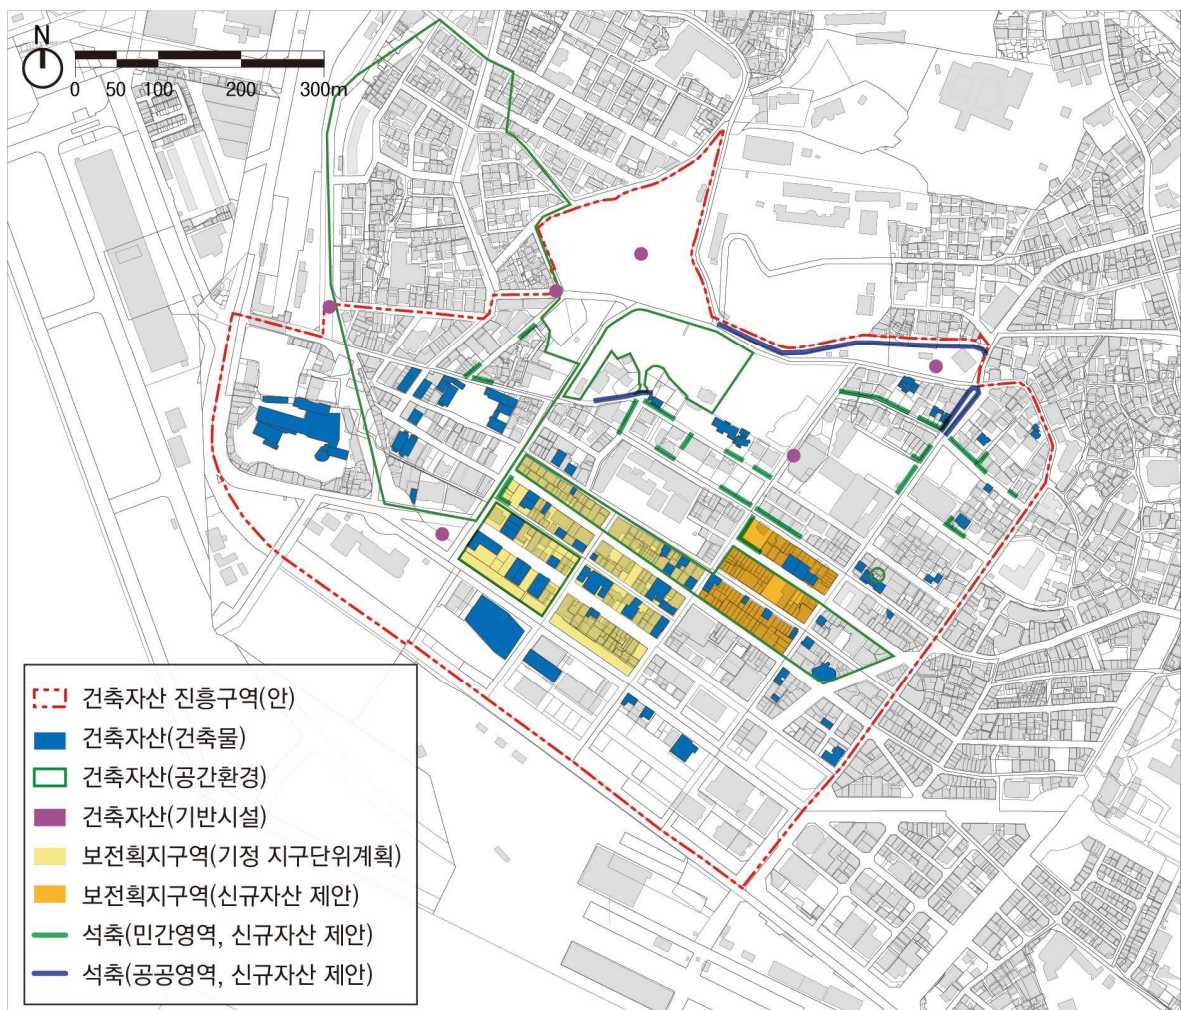 N
0 50 100 200 300m
건축자산 진흥구역(안)
건축자산(건축물)
건축자산(공간환경)
건축자산(기반시설)
보전획지구역(기정 지구단위계획)
보전획지구역(신규자산 제안)
석축(민간영역, 신규자산 제안)
석축(공공영역, 신규자산 제안)